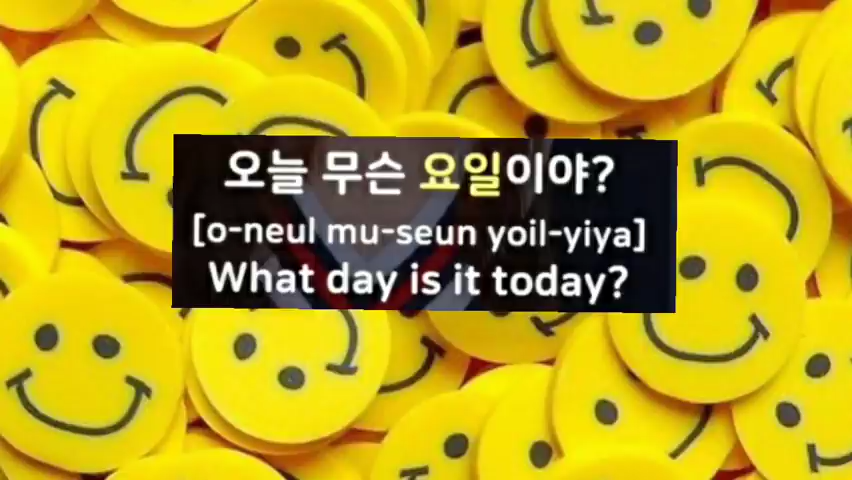 오늘 무슨 요일이야?
[o-neul mu-seun yoil-yiya]
What day is it today?